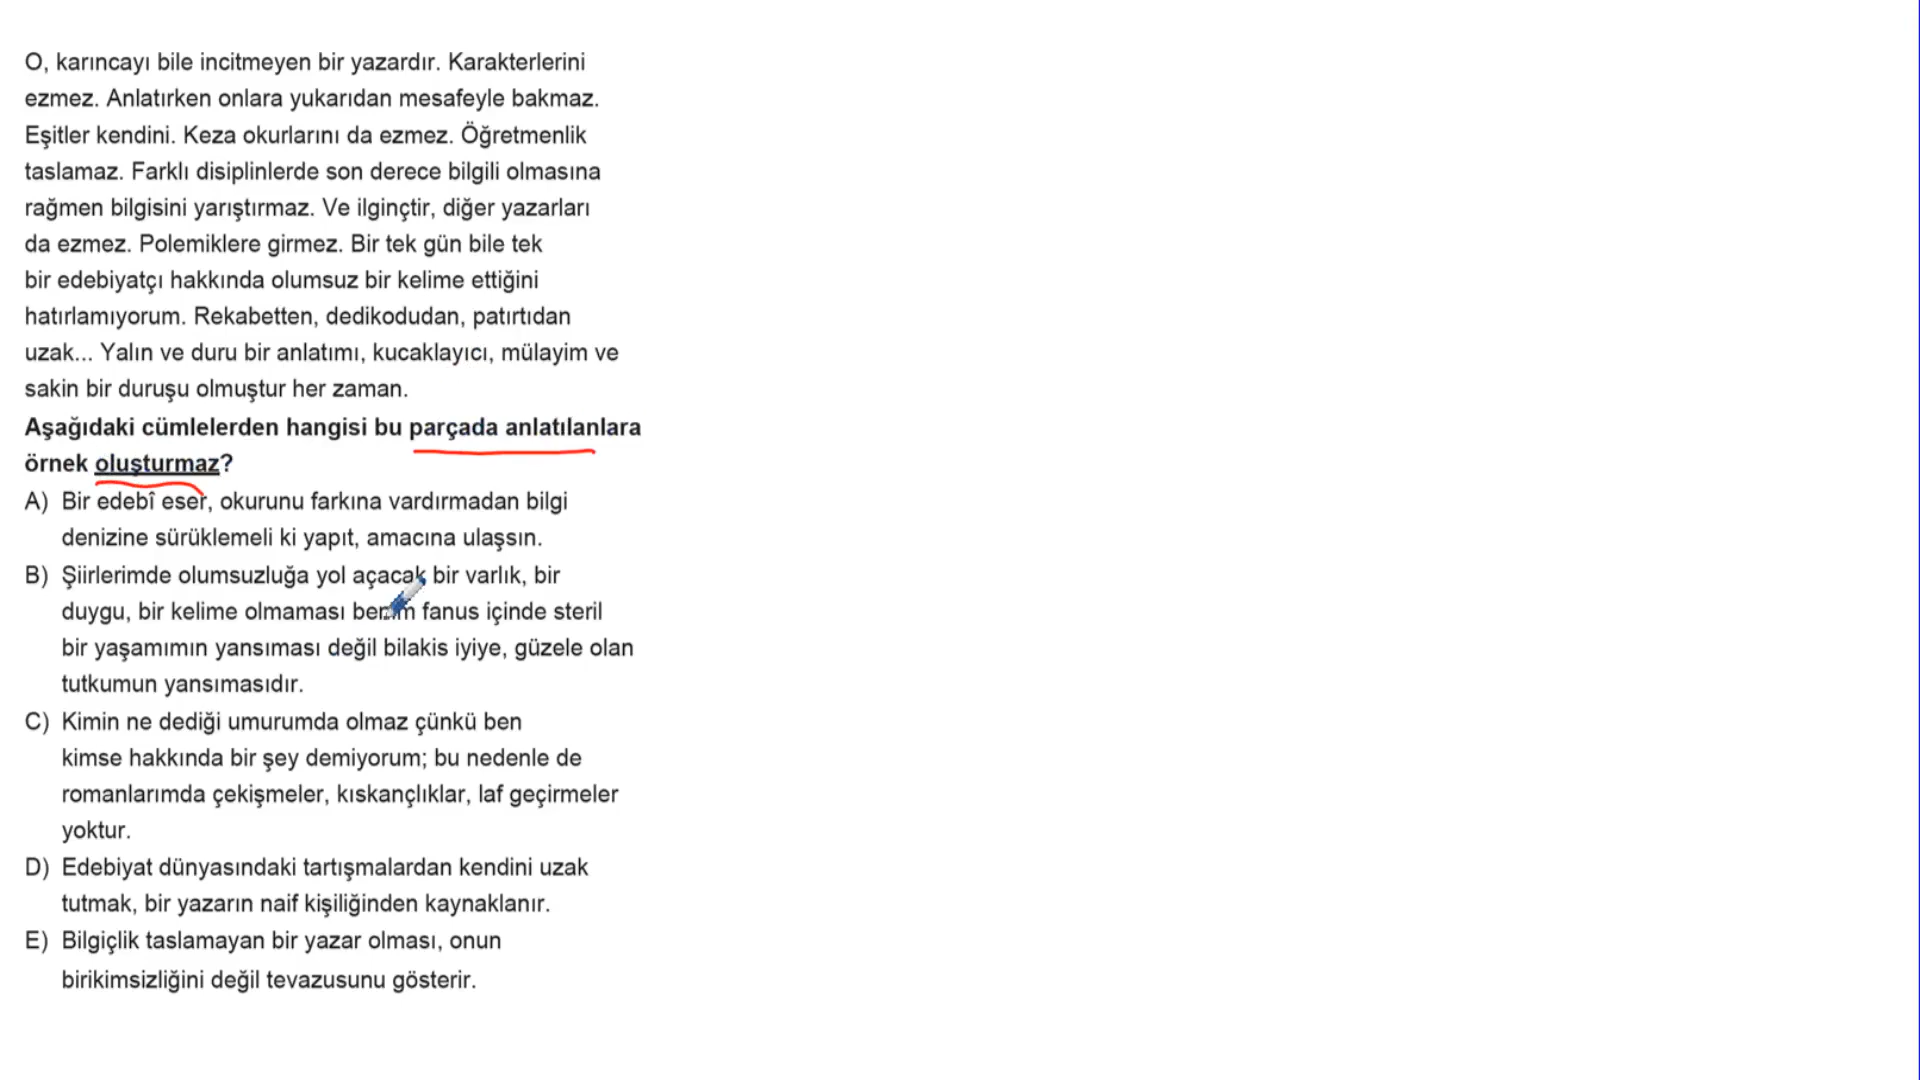 O, karıncayı bile incitmeyen bir yazardır. Karakterlerini
ezmez. Anlatırken onlara yukarıdan mesafeyle bakmaz.
Eşitler kendini. Keza okurlarını da ezmez. Öğretmenlik
taslamaz. Farklı disiplinlerde son derece bilgili olmasına
rağmen bilgisini yarıştırmaz. Ve ilginçtir, diğer yazarları
da ezmez. Polemiklere girmez. Bir tek gün bile tek
bir edebiyatçı hakkında olumsuz bir kelime ettiğini
hatırlamıyorum. Rekabetten, dedikodudan, patırtıdan
uzak... Yalın ve duru bir anlatımı, kucaklayıcı, mülayim ve
sakin bir duruşu olmuştur her zaman.
Aşağıdaki cümlelerden hangisi bu parçada anlatılanlara
örnek oluşturmaz?
A) Bir edebî eser, okurunu farkına vardırmadan bilgi
denizine sürüklemeli ki yapıt, amacına ulaşsın.
B) Şiirlerimde olumsuzluğa yol açacak bir varlık, bir
duygu, bir kelime olmaması benim fanus içinde steril
bir yaşamımın yansıması değil bilakis iyiye, güzele olan
tutkumun yansımasıdır.
C) Kimin ne dediği umurumda olmaz çünkü ben
kimse hakkında bir şey demiyorum; bu nedenle de
romanlarımda çekişmeler, kıskançlıklar, laf geçirmeler
yoktur.
D) Edebiyat dünyasındaki tartışmalardan kendini uzak
tutmak, bir yazarın naif kişiliğinden kaynaklanır.
E) Bilgiçlik taslamayan bir yazar olması, onun
birikimsizliğini değil tevazusunu gösterir.